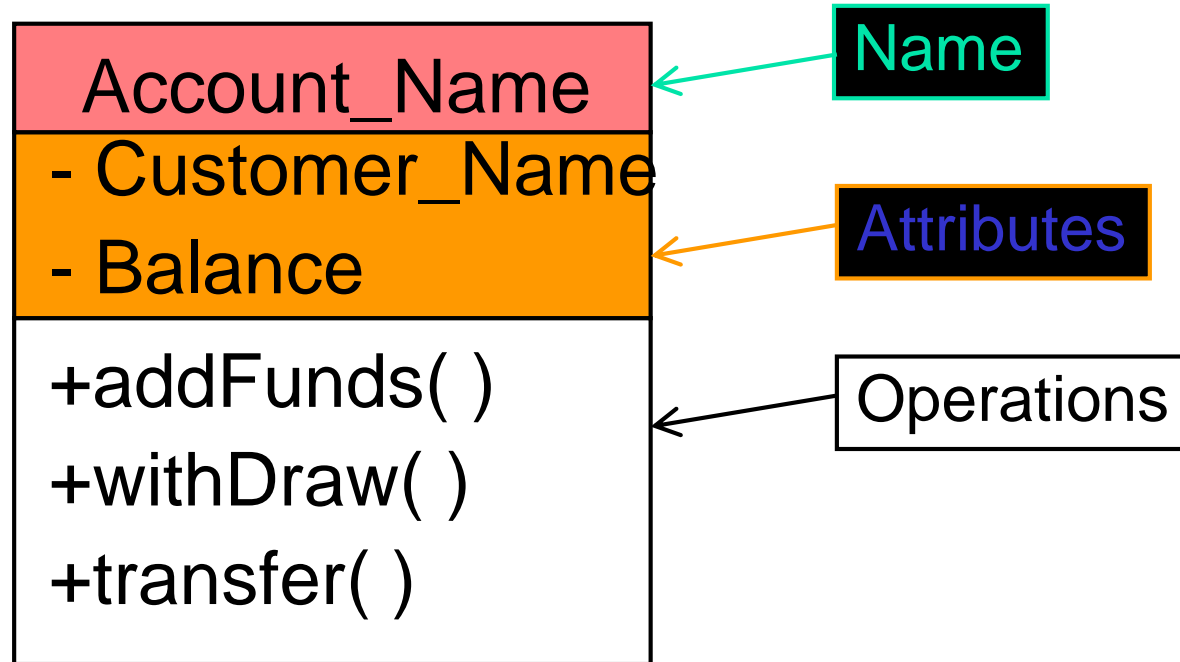 Account_Name
- Customer_Name
- Balance
+addFunds( )
+withDraw( )
+transfer( )
Name
Attributes
Operations